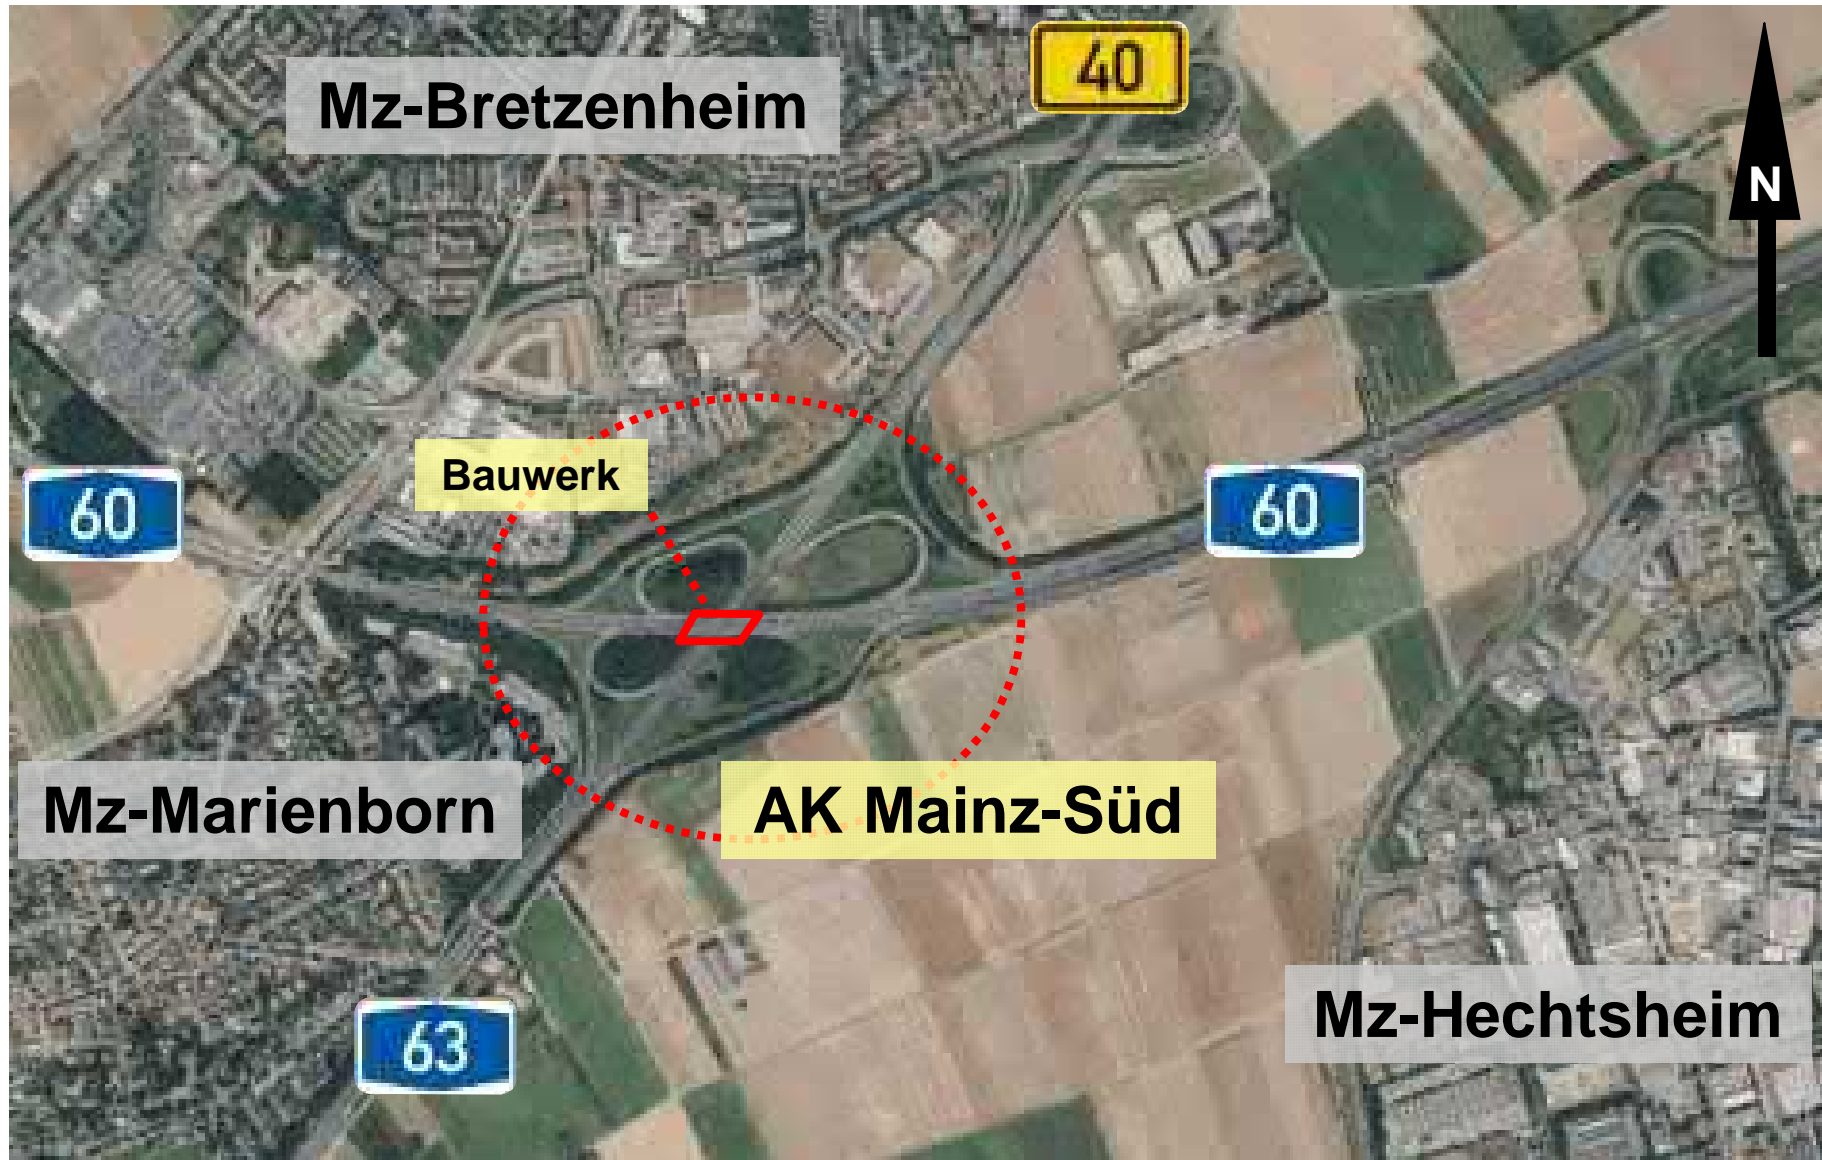 40
Mz-Bretzenheim
N
Bauwerk
60
60
Mz-Marienborn
AK Mainz-Süd
Mz-Hechtsheim
63